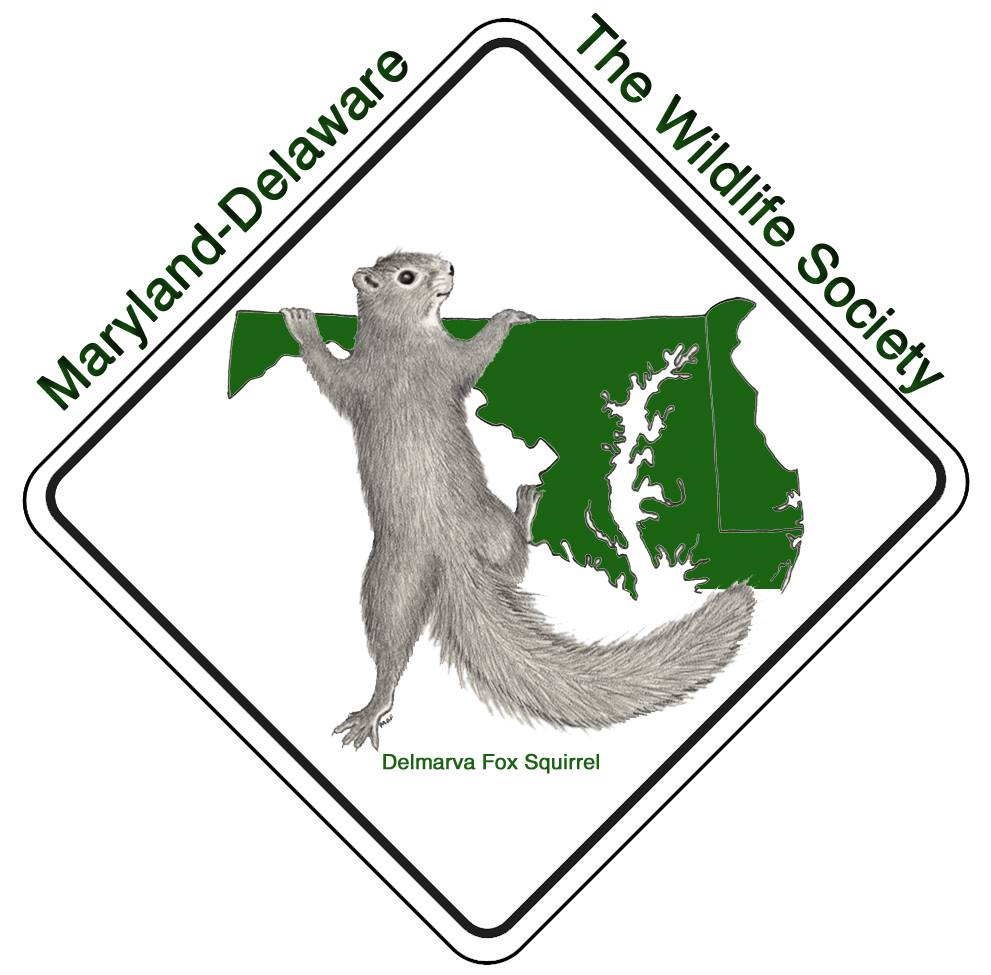 Maryland-Delaware
The Wildlife Society
Delmarva Fox Squirrel